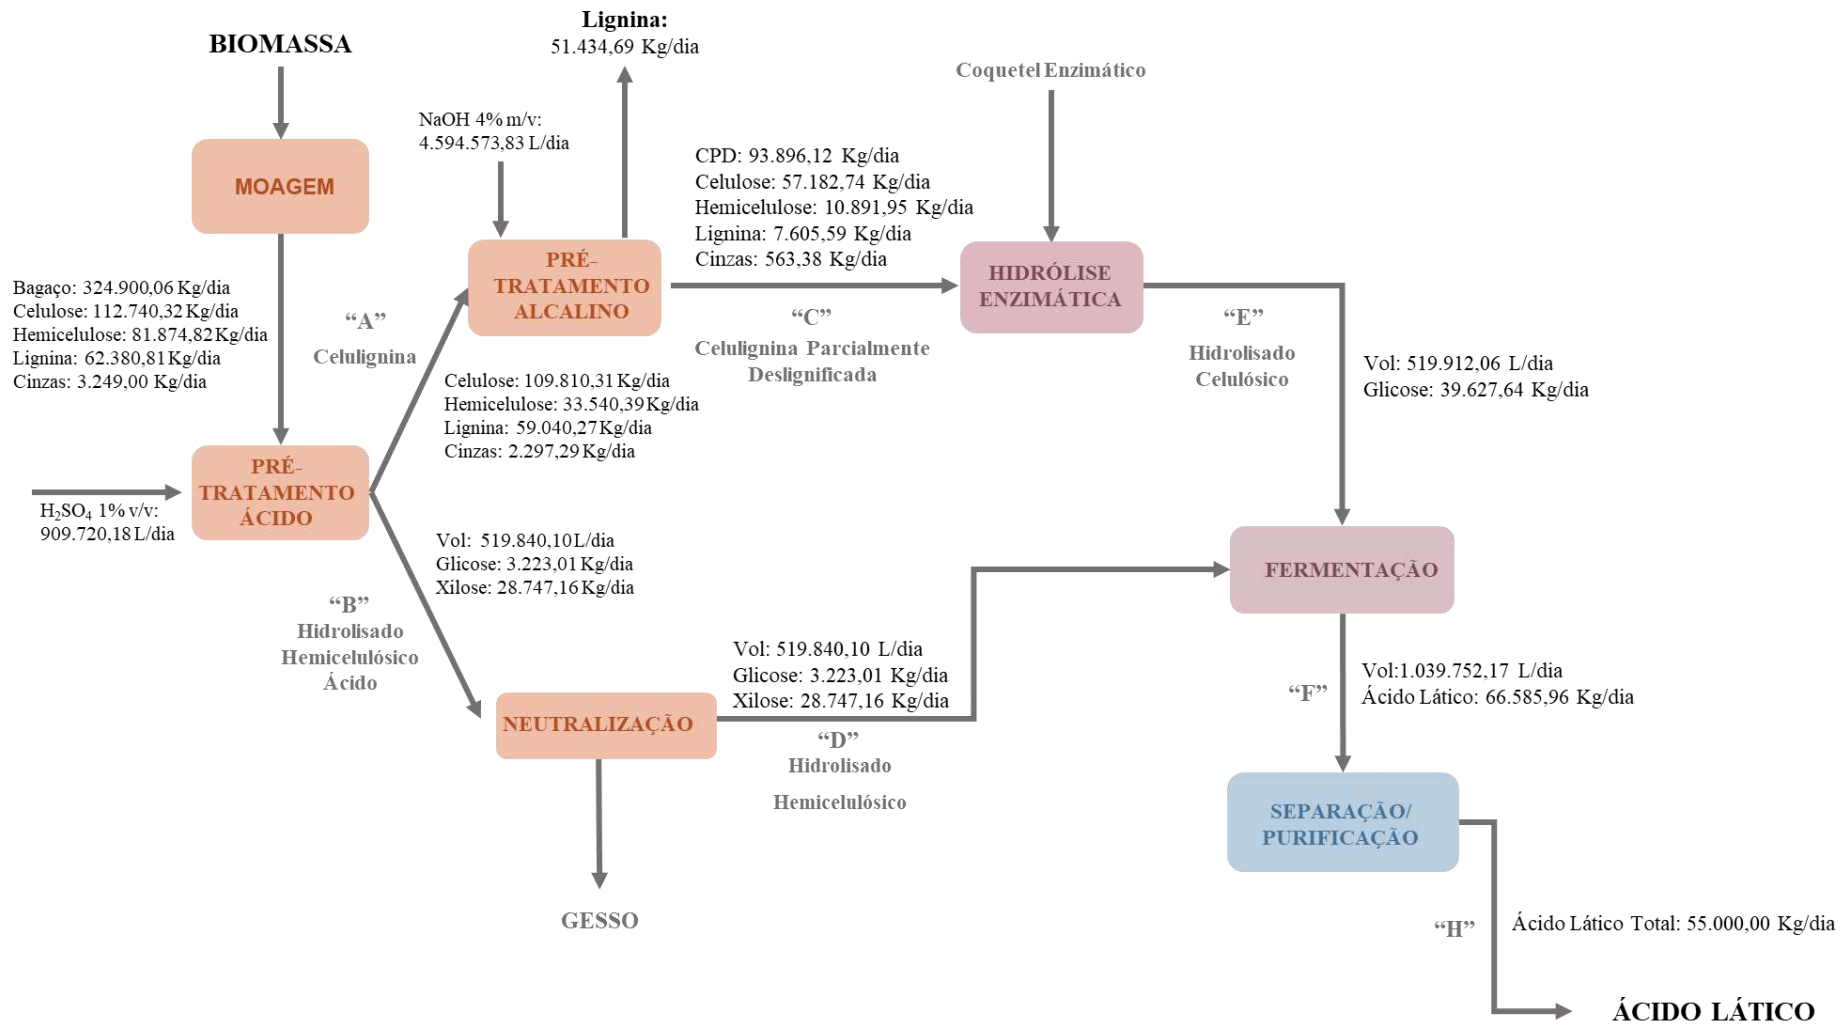 BIOMASSA
MOAGEM
Bagaço: 324.900,06 Kg/dia
Celulose: 112.740,32 Kg/dia
Hemicelulose: 81.874,82 Kg/dia
Lignina: 62.380,81 Kg/dia
Cinzas: 3.249,00 Kg/dia
PRÉ-
TRATAMENTO
ÁCIDO
H₂SO₄ 1% v/v:
909.720,18 L/dia
“A”
Celulignina
Celulose: 109.810,31 Kg/dia
Hemicelulose: 33.540,39 Kg/dia
Lignina: 59.040,27 Kg/dia
Cinzas: 2.297,29 Kg/dia
NaOH 4% m/v:
4.594.573,83 L/dia
Lignina:
51.434,69 Kg/dia
PRÉ-
TRATAMENTO
ALCALINO
CPD: 93.896,12 Kg/dia
Celulose: 57.182,74 Kg/dia
Hemicelulose: 10.891,95 Kg/dia
Lignina: 7.605,59 Kg/dia
Cinzas: 563,38 Kg/dia
“C”
Celulignina Parcialmente
Deslignificada
Coquetel Enzimático
HIDRÓLISE
ENZIMÁTICA
“E”
Hidrolisado
Celulósico
Vol: 519.912,06 L/dia
Glicose: 39.627,64 Kg/dia
Vol: 519.840,10 L/dia
Glicose: 3.223,01 Kg/dia
Xilose: 28.747,16 Kg/dia
“B”
Hidrolisado
Hemicelulósico
Ácido
NEUTRALIZAÇÃO
GESSO
Vol: 519.840,10 L/dia
Glicose: 3.223,01 Kg/dia
Xilose: 28.747,16 Kg/dia
“D”
Hidrolisado
Hemicelulósico
FERMENTAÇÃO
“F”
Vol:1.039.752,17 L/dia
Ácido Lático: 66.585,96 Kg/dia
SEPARAÇÃO/
PURIFICAÇÃO
“H”
Ácido Lático Total: 55.000,00 Kg/dia
ÁCIDO LÁTICO